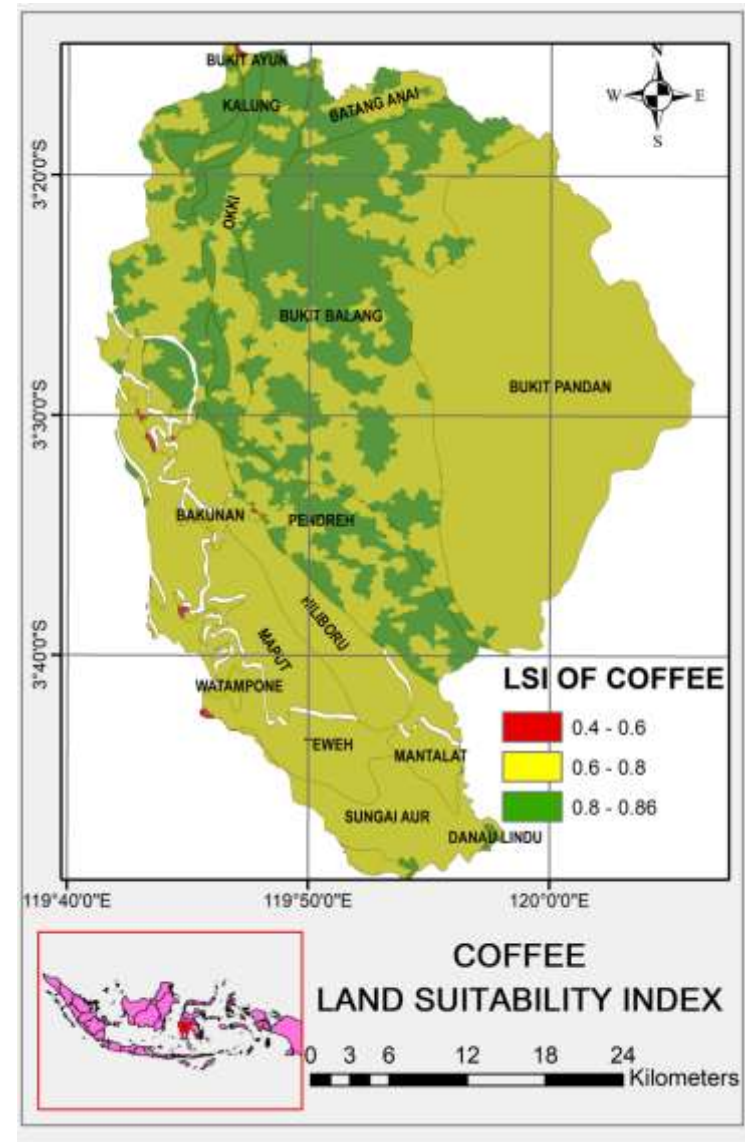 BUKIT AYUN
N
KALUNG
BATANG ANAI
W
E
S
3°20'0"S
OKKI
BUKIT BALANG
BUKIT PANDAN
3°30'0"S
BAKUNAN
PENDREH
HILIBORU
MAPUT
3°40'0"S
WATAMPONE
LSI OF COFFEE
0.4 - 0.6
TEWEH
MANTALAT
0.6 - 0.8
SUNGAI AUR
0.8 - 0.86
DANAU LINDU
119°40'0"E
119°50'0"E
120°0'0"E
COFFEE
LAND SUITABILITY INDEX
0 3 6 12 18 24
Kilometers